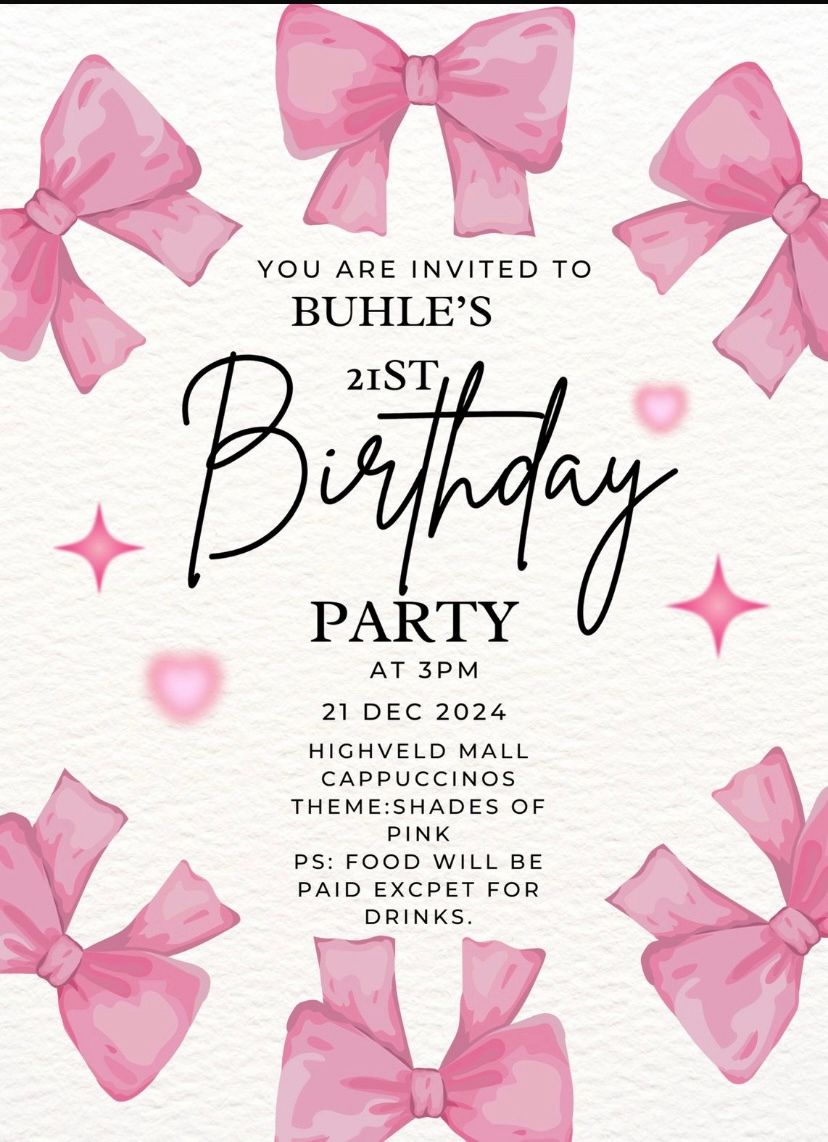 YOU ARE INVITED TO
BUHLE'S
21ST
Birthday
PARTY
AT 3PM
21 DEC 2024
HIGHVELD MALL
CAPPUCCINOS
THEME:SHADES OF
PINK
PS: FOOD WILL BE
PAID EXCPET FOR
DRINKS.